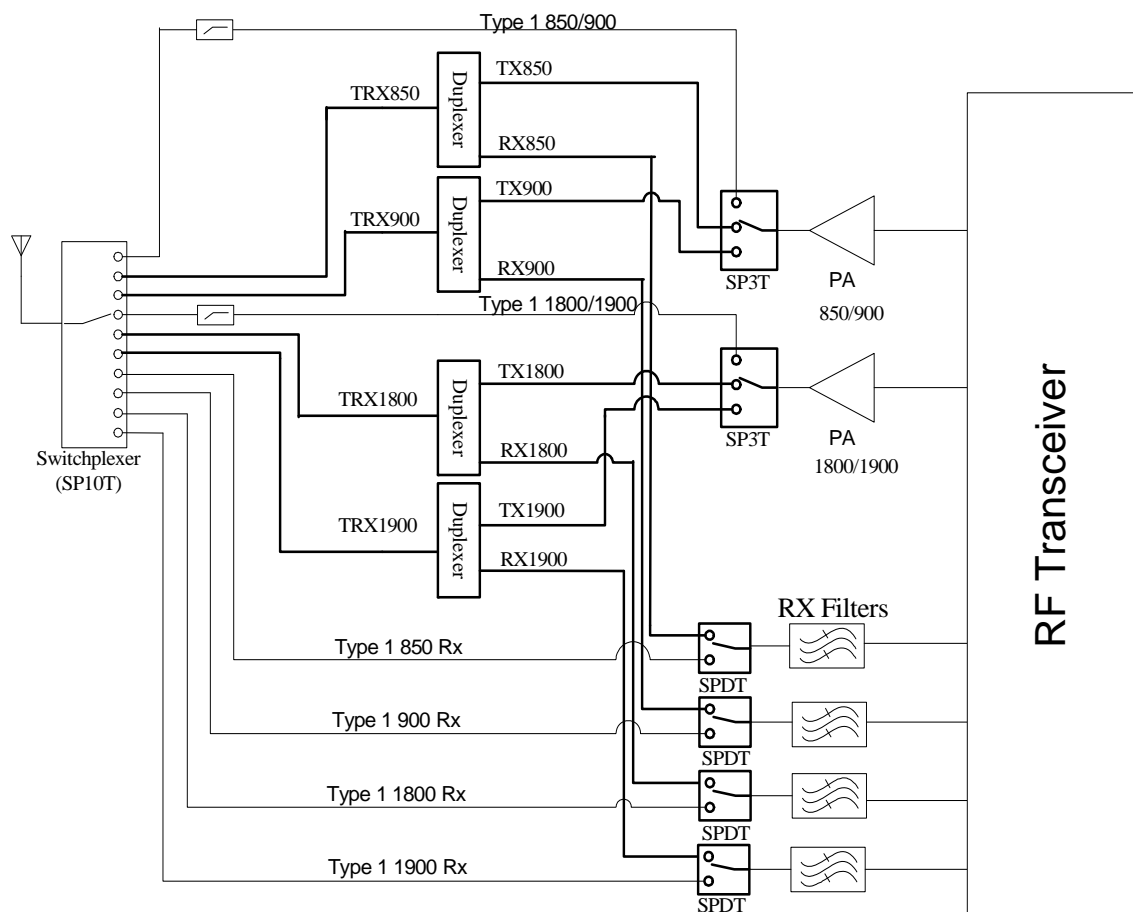 Type 1 850/900
TX850
TRX850
Duplexer
RX850
TX900
TRX900
Duplexer
RX900
SP3T
PA
850/900
Type 1 1800/1900
TX1800
TRX1800
Duplexer
RX1800
SP3T
PA
1800/1900
Switchplexer
(SP10T)
TX1900
TRX1900
Duplexer
RX1900
RF Transceiver
RX Filters
Type 1 850 Rx
SPDT
Type 1 900 Rx
SPDT
Type 1 1800 Rx
SPDT
Type 1 1900 Rx
SPDT